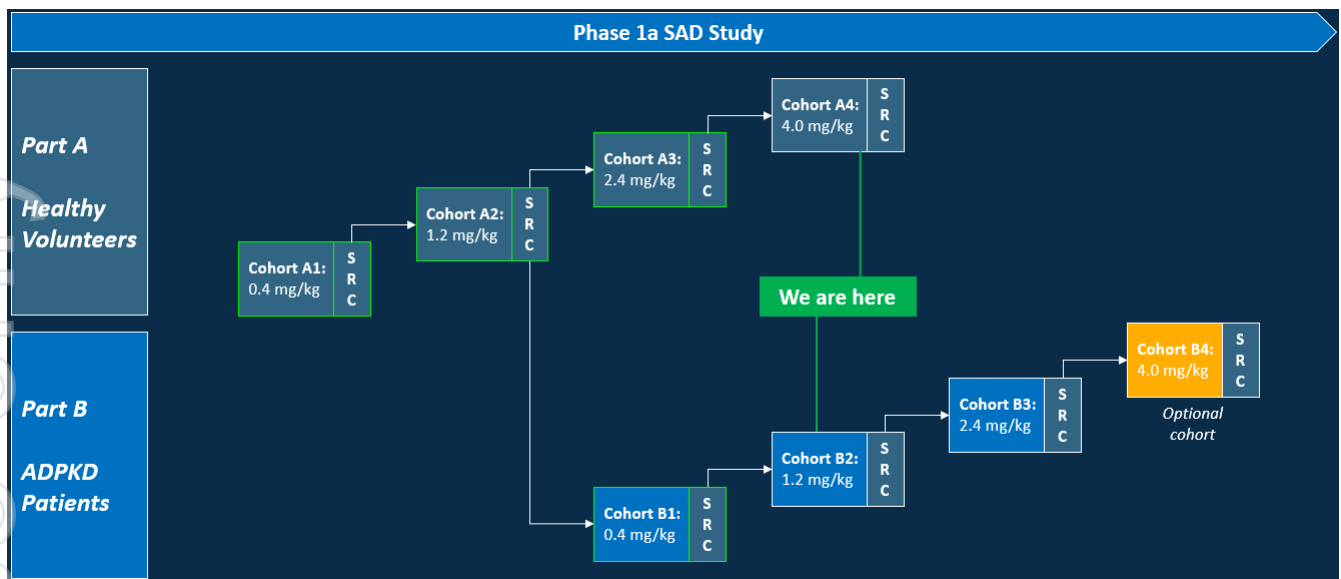 Phase 1a SAD Study
Part A
Healthy
Volunteers
Cohort A1:
0.4 mg/kg
S
R
C
Cohort A2:
1.2 mg/kg
S
R
C
Cohort A3:
2.4 mg/kg
S
R
C
Cohort A4:
4.0 mg/kg
S
R
C
We are here
Part B
ADPKD
Patients
Cohort B1:
0.4 mg/kg
S
R
C
Cohort B2:
1.2 mg/kg
S
R
C
Cohort B3:
2.4 mg/kg
S
R
C
Cohort B4:
4.0 mg/kg
S
R
C
Optional
cohort